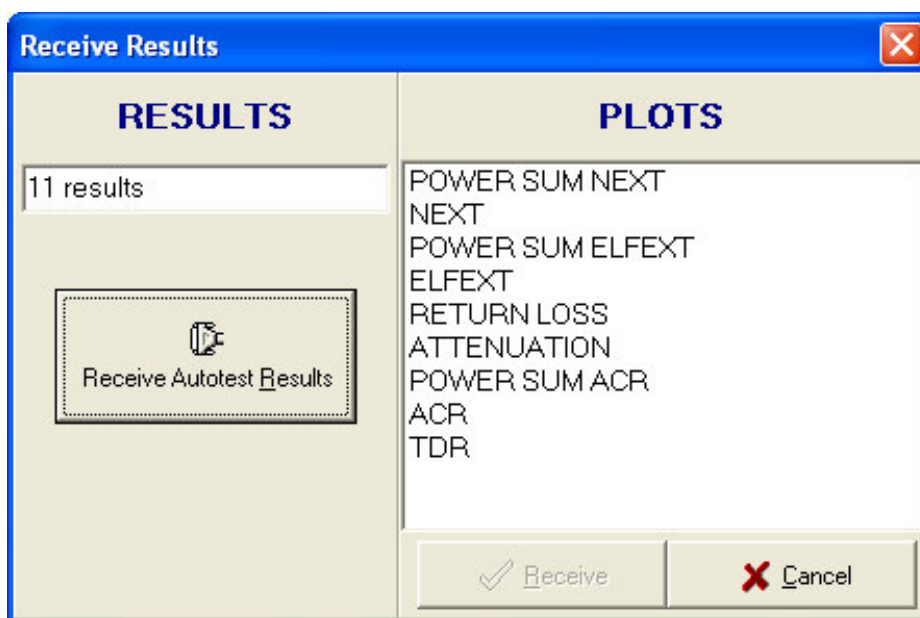 Receive Results
RESULTS
11 results
Receive Autotest Results
PLOTS
POWER SUM NEXT
NEXT
POWER SUM ELFEXT
ELFEXT
RETURN LOSS
ATTENUATION
POWER SUM ACR
ACR
TDR
Receive
Cancel